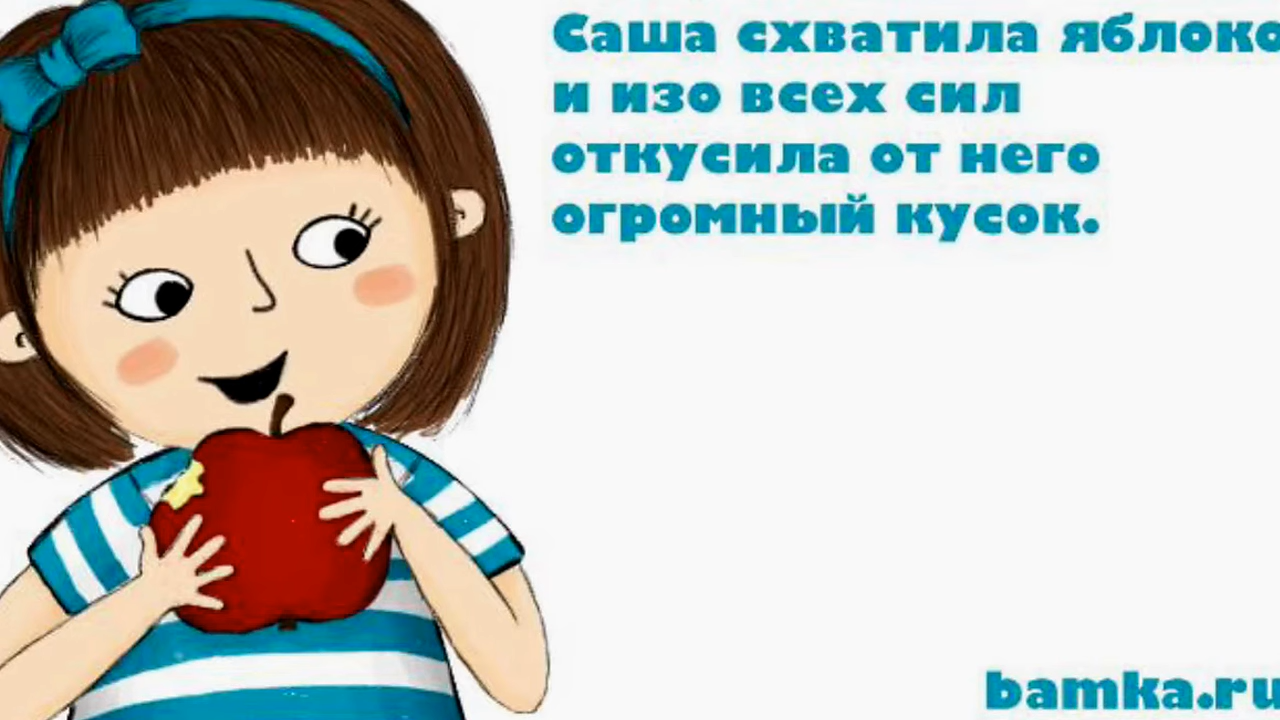 Саша схватила яблоко
и изо всех сил
откусила от него
огромный кусок.
bamka.ru